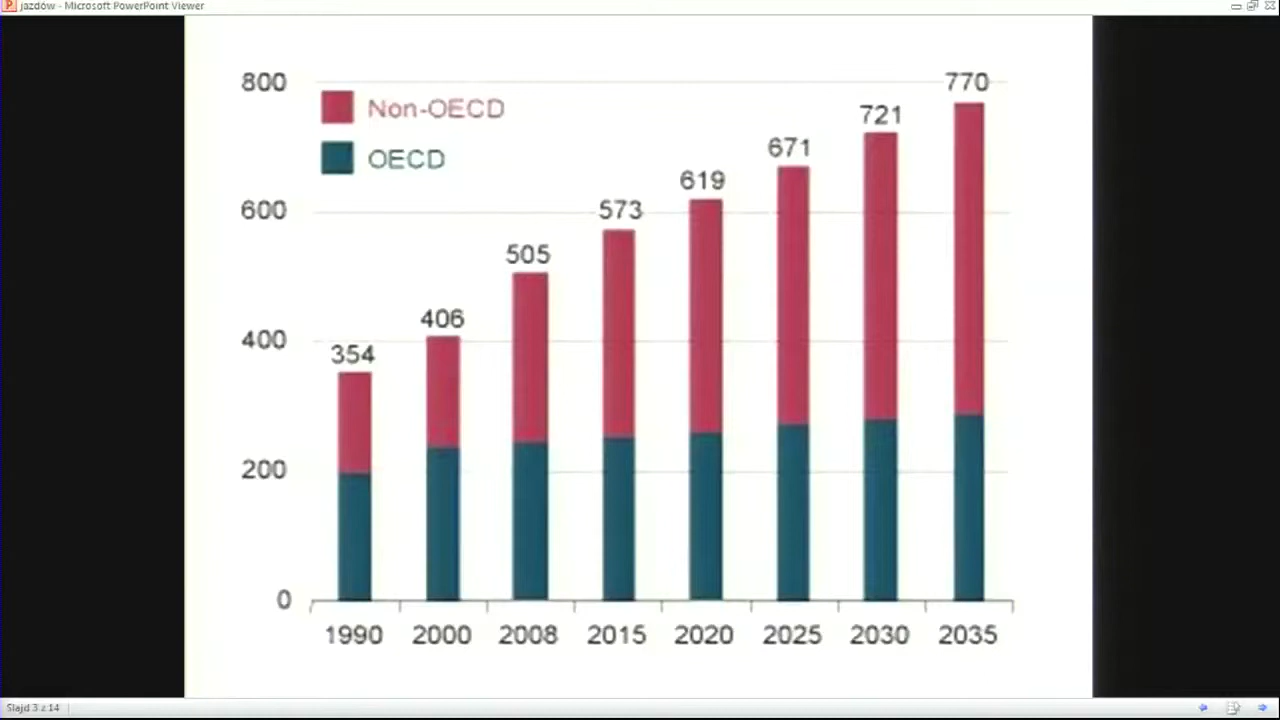 jazdów - Microsoft PowerPoint Viewer
800
600
400
200
0
Non-OECD
OECD
354
406
505
573
619
671
721
770
1990 2000 2008 2015 2020 2025 2030 2035
Slajd 3 z 14